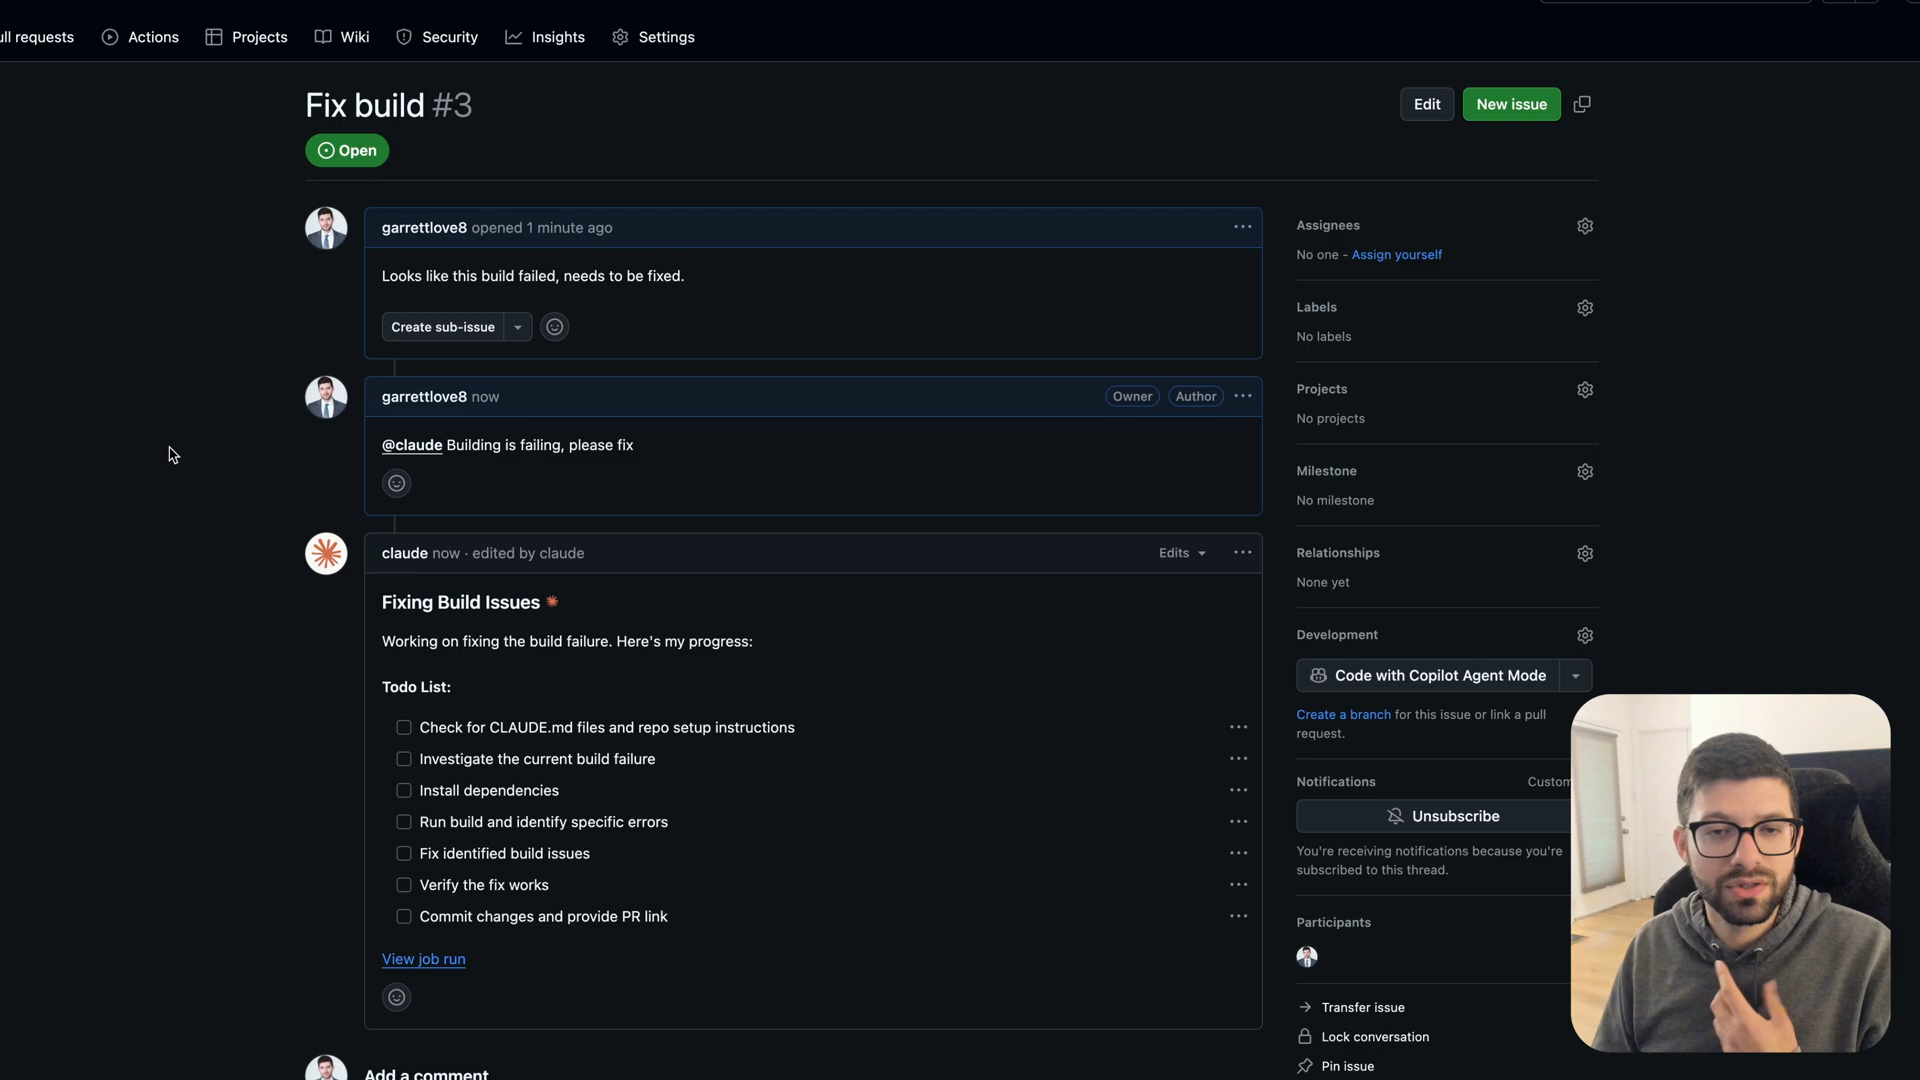 ll requests
Actions
Projects
Wiki
Security
Insights
Settings
Fix build #3
Edit
New issue
Open
garrettlove8 opened 1 minute ago
Looks like this build failed, needs to be fixed.
Create sub-issue
garrettlove8 now
Owner
Author
@claude Building is failing, please fix
claude now · edited by claude
Edits
Fixing Build Issues
Working on fixing the build failure. Here's my progress:
Todo List:
Check for CLAUDE.md files and repo setup instructions
Investigate the current build failure
Install dependencies
Run build and identify specific errors
Fix identified build issues
Verify the fix works
Commit changes and provide PR link
View job run
Add a comment
Assignees
No one - Assign yourself
Labels
No labels
Projects
No projects
Milestone
No milestone
Relationships
None yet
Development
Code with Copilot Agent Mode
Create a branch for this issue or link a pull
request.
Notifications
Custom
Unsubscribe
You're receiving notifications because you're
subscribed to this thread.
Participants
Transfer issue
Lock conversation
Pin issue